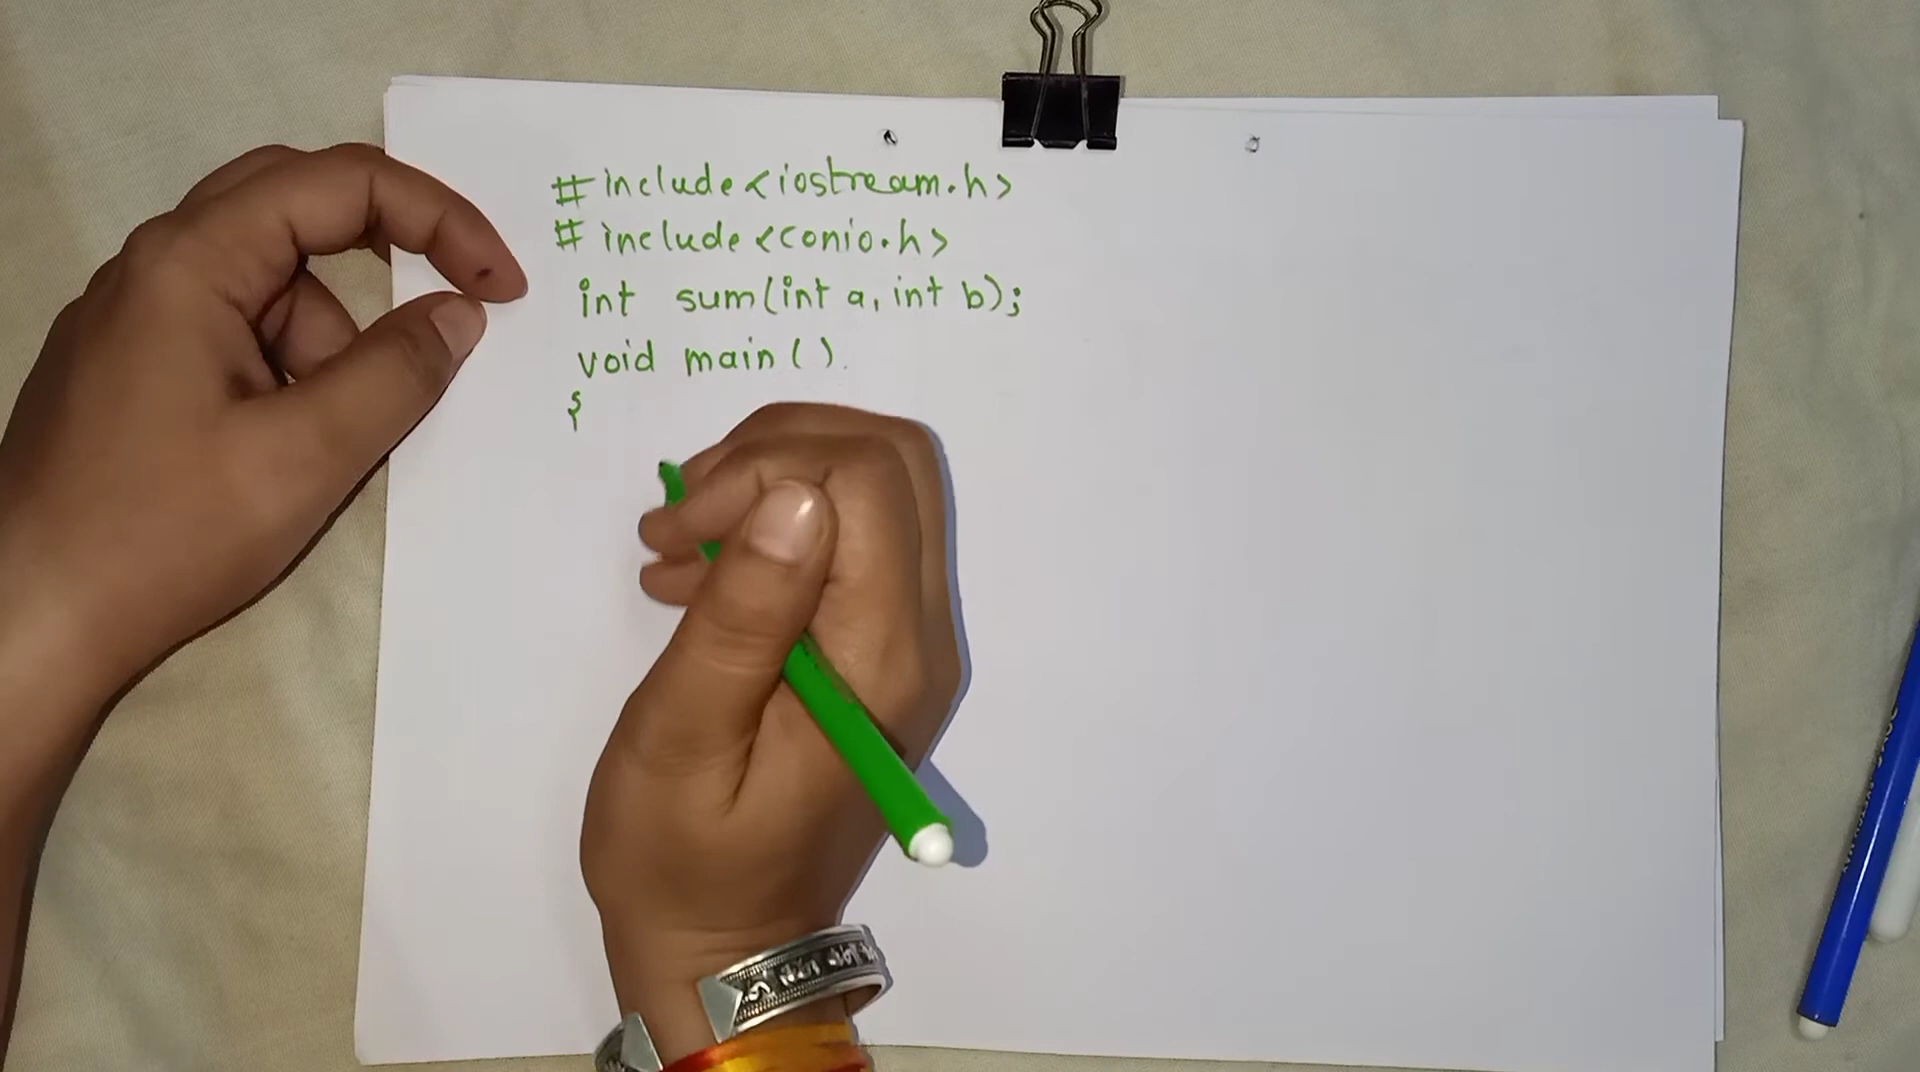 #include<iostream.h>
# include<conio.h>
int sum(int a, int b);
void main().
{